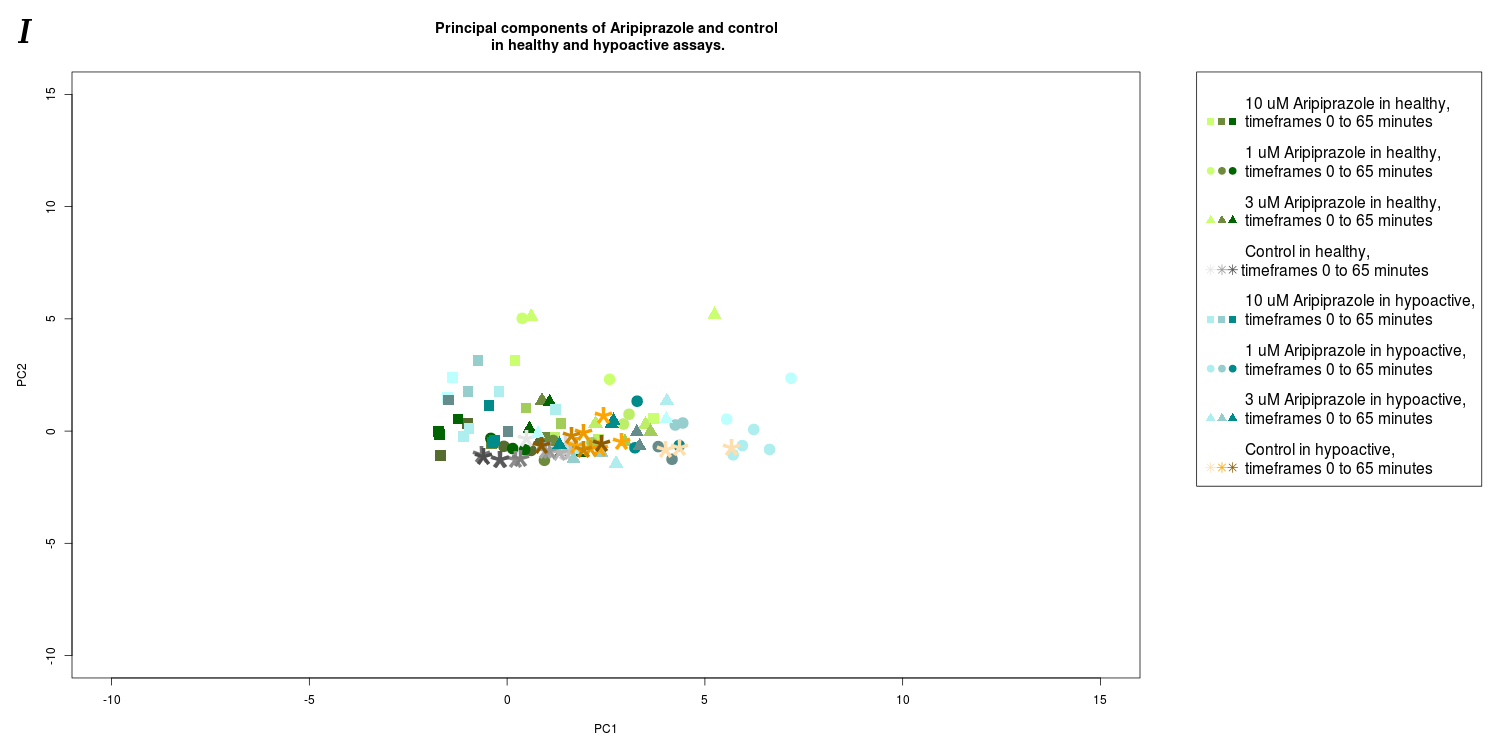 I
Principal components of Aripiprazole and control
in healthy and hypoactive assays.
15
10
5
0
-5
-10
PC2
-10
-5
0
5
10
15
PC1
10 uM Aripiprazole in healthy,
timeframes 0 to 65 minutes
1 uM Aripiprazole in healthy,
timeframes 0 to 65 minutes
3 uM Aripiprazole in healthy,
timeframes 0 to 65 minutes
Control in healthy,
timeframes 0 to 65 minutes
10 uM Aripiprazole in hypoactive,
timeframes 0 to 65 minutes
1 uM Aripiprazole in hypoactive,
timeframes 0 to 65 minutes
3 uM Aripiprazole in hypoactive,
timeframes 0 to 65 minutes
Control in hypoactive,
timeframes 0 to 65 minutes